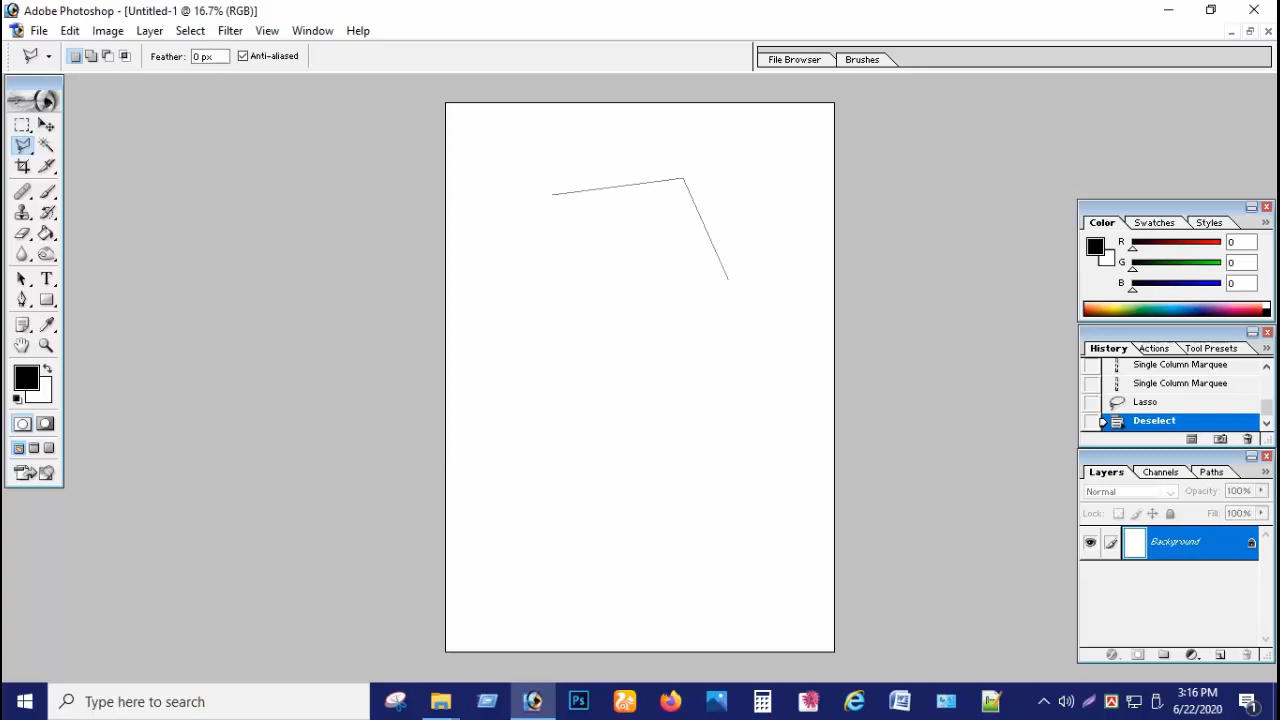 Adobe Photoshop - [Untitled-1 @ 16.7% (RGB)]
File Edit Image Layer Select Filter View Window Help
Feather: 0 px Anti-aliased
File Browser Brushes
T
Color Swatches Styles
R 0
G 0
B 0
History Actions Tool Presets
Single Column Marquee
Single Column Marquee
Lasso
Deselect
Layers Channels Paths
Normal Opacity: 100%
Lock: Fill: 100%
Background
Type here to search
Ps
3:16 PM
6/22/2020
1